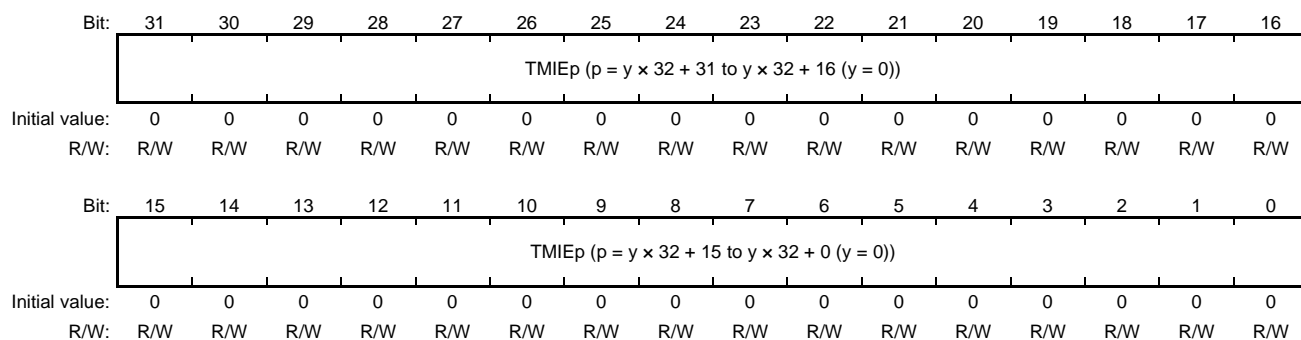 Bit: 31 30 29 28 27 26 25 24 23 22 21 20 19 18 17 16
TMIEp (p = y × 32 + 31 to y × 32 + 16 (y = 0))
Initial value: 0 0 0 0 0 0 0 0 0 0 0 0 0 0 0 0
R/W: R/W R/W R/W R/W R/W R/W R/W R/W R/W R/W R/W R/W R/W R/W R/W R/W
Bit: 15 14 13 12 11 10 9 8 7 6 5 4 3 2 1 0
TMIEp (p = y × 32 + 15 to y × 32 + 0 (y = 0))
Initial value: 0 0 0 0 0 0 0 0 0 0 0 0 0 0 0 0
R/W: R/W R/W R/W R/W R/W R/W R/W R/W R/W R/W R/W R/W R/W R/W R/W R/W